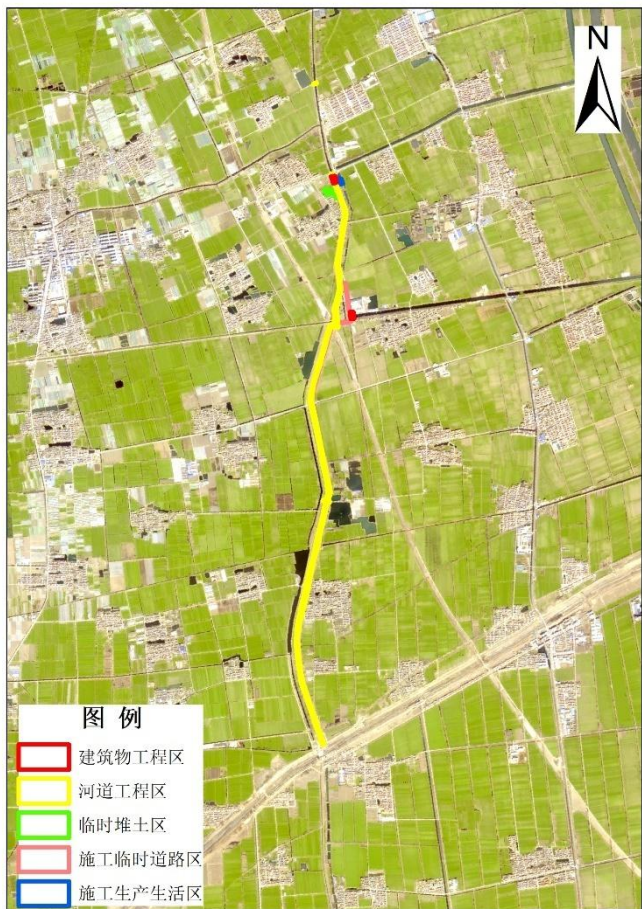 N
图 例
建筑物工程区
河道工程区
临时堆土区
施工临时道路区
施工生产生活区